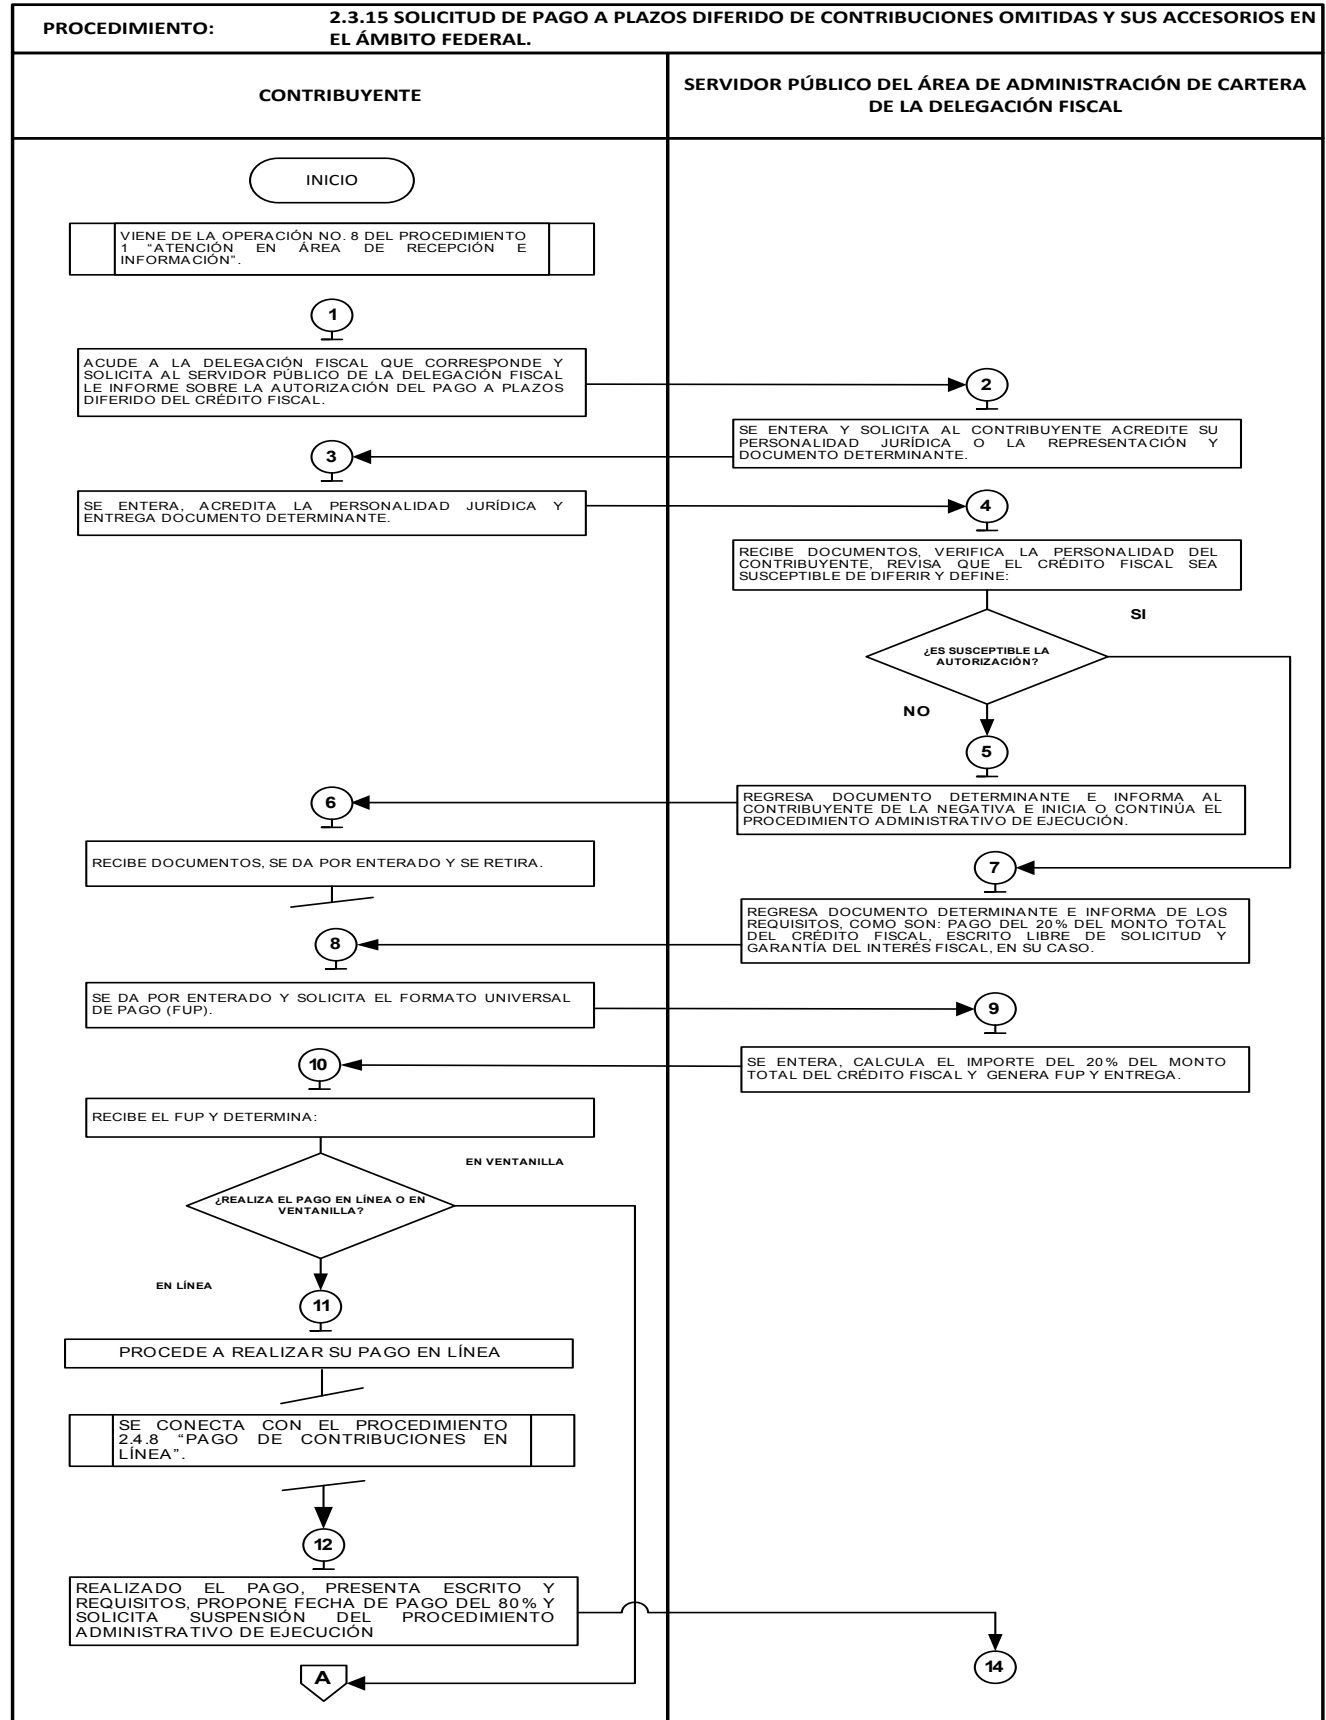 PROCEDIMIENTO:
2.3.15 SOLICITUD DE PAGO A PLAZOS DIFERIDO DE CONTRIBUCIONES OMITIDAS Y SUS ACCESORIOS EN
EL ÁMBITO FEDERAL.
CONTRIBUYENTE
SERVIDOR PÚBLICO DEL ÁREA DE ADMINISTRACIÓN DE CARTERA
DE LA DELEGACIÓN FISCAL
INICIO
VIENE DE LA OPERACIÓN NO. 8 DEL PROCEDIMIENTO
1 “ATENCIÓN EN ÁREA DE RECEPCIÓN E
INFORMACIÓN”.
1
ACUDE A LA DELEGACIÓN FISCAL QUE CORRESPONDE Y
SOLICITA AL SERVIDOR PÚBLICO DE LA DELEGACIÓN FISCAL
LE INFORME SOBRE LA AUTORIZACIÓN DEL PAGO A PLAZOS
DIFERIDO DEL CRÉDITO FISCAL.
2
SE ENTERA Y SOLICITA AL CONTRIBUYENTE ACREDITE SU
PERSONALIDAD JURÍDICA O LA REPRESENTACIÓN Y
DOCUMENTO DETERMINANTE.
3
SE ENTERA, ACREDITA LA PERSONALIDAD JURÍDICA Y
ENTREGA DOCUMENTO DETERMINANTE.
4
RECIBE DOCUMENTOS, VERIFICA LA PERSONALIDAD DEL
CONTRIBUYENTE, REVISA QUE EL CRÉDITO FISCAL SEA
SUSCEPTIBLE DE DIFERIR Y DEFINE:
SI
¿ES SUSCEPTIBLE LA
AUTORIZACIÓN?
NO
5
REGRESA DOCUMENTO DETERMINANTE E INFORMA AL
CONTRIBUYENTE DE LA NEGATIVA E INICIA O CONTINÚA EL
PROCEDIMIENTO ADMINISTRATIVO DE EJECUCIÓN.
6
RECIBE DOCUMENTOS, SE DA POR ENTERADO Y SE RETIRA.
7
REGRESA DOCUMENTO DETERMINANTE E INFORMA DE LOS
REQUISITOS, COMO SON: PAGO DEL 20% DEL MONTO TOTAL
DEL CRÉDITO FISCAL, ESCRITO LIBRE DE SOLICITUD Y
GARANTÍA DEL INTERÉS FISCAL, EN SU CASO.
8
SE DA POR ENTERADO Y SOLICITA EL FORMATO UNIVERSAL
DE PAGO (FUP).
9
SE ENTERA, CALCULA EL IMPORTE DEL 20% DEL MONTO
TOTAL DEL CRÉDITO FISCAL Y GENERA FUP Y ENTREGA.
10
RECIBE EL FUP Y DETERMINA:
EN VENTANILLA
¿REALIZA EL PAGO EN LÍNEA O EN
VENTANILLA?
EN LÍNEA
11
PROCEDE A REALIZAR SU PAGO EN LÍNEA
SE CONECTA CON EL PROCEDIMIENTO
2.4.8 “PAGO DE CONTRIBUCIONES EN
LÍNEA”.
12
REALIZADO EL PAGO, PRESENTA ESCRITO Y
REQUISITOS, PROPONE FECHA DE PAGO DEL 80% Y
SOLICITA SUSPENSIÓN DEL PROCEDIMIENTO
ADMINISTRATIVO DE EJECUCIÓN
14
A